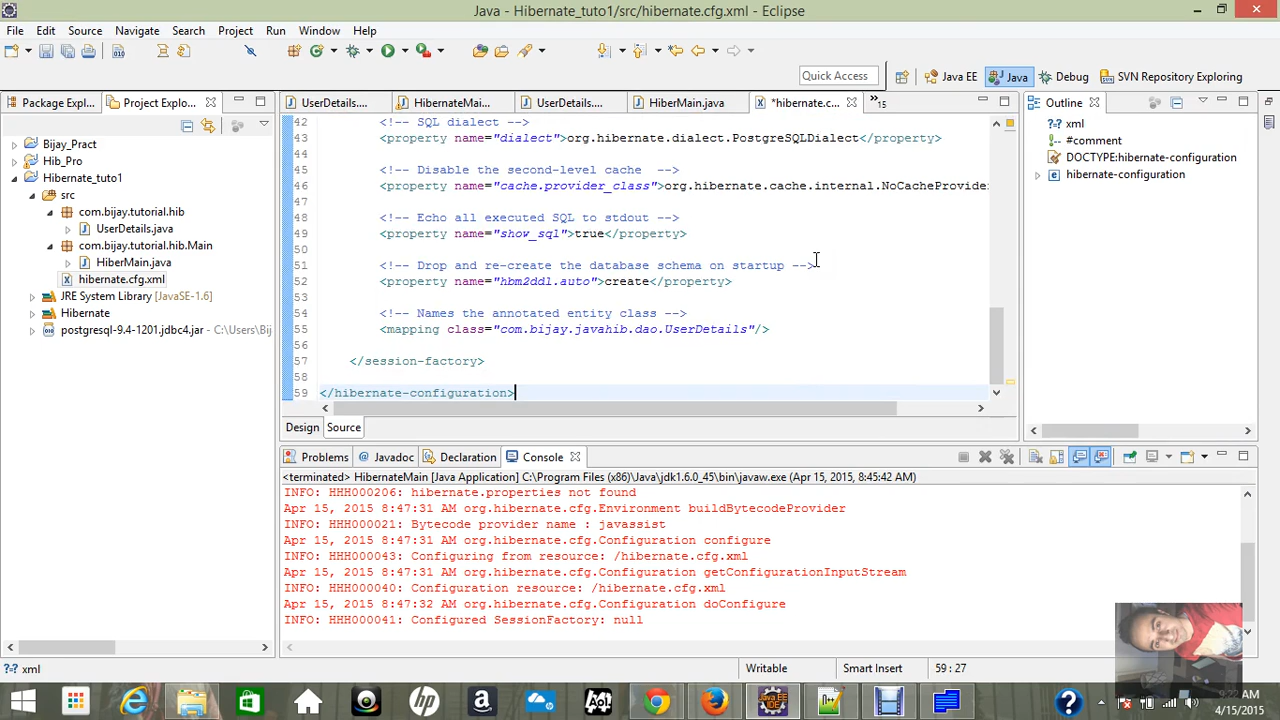 Java - Hibernate_tuto1/src/hibernate.cfg.xml - Eclipse
File Edit Source Navigate Search Project Run Window Help
Quick Access Java EE Java Debug SVN Repository Exploring
Package Expl... Project Explo...
Bijay_Pract
Hib_Pro
Hibernate_tuto1
src
com.bijay.tutorial.hib
UserDetails.java
com.bijay.tutorial.hib.Main
HiberMain.java
hibernate.cfg.xml
JRE System Library [JavaSE-1.6]
Hibernate
postgresql-9.4-1201.jdbc4.jar - C:\Users\Bij
UserDetails.... HibernateMai... UserDetails.... HiberMain.java *hibernate.c... »15
42 <!-- SQL dialect -->
43 <property name="dialect">org.hibernate.dialect.PostgreSQLDialect</property>
44
45 <!-- Disable the second-level cache -->
46 <property name="cache.provider_class">org.hibernate.cache.internal.NoCacheProvider
47
48 <!-- Echo all executed SQL to stdout -->
49 <property name="show_sql">true</property>
50
51 <!-- Drop and re-create the database schema on startup -->
52 <property name="hbm2ddl.auto">create</property>
53
54 <!-- Names the annotated entity class -->
55 <mapping class="com.bijay.javahib.dao.UserDetails"/>
56
57 </session-factory>
58
59 </hibernate-configuration>
Design Source
Outline
xml
#comment
DOCTYPE:hibernate-configuration
hibernate-configuration
Problems Javadoc Declaration Console
<terminated> HibernateMain [Java Application] C:\Program Files (x86)\Java\jdk1.6.0_45\bin\javaw.exe (Apr 15, 2015, 8:45:42 AM)
INFO: HHH000206: hibernate.properties not found
Apr 15, 2015 8:47:31 AM org.hibernate.cfg.Environment buildBytecodeProvider
INFO: HHH000021: Bytecode provider name : javassist
Apr 15, 2015 8:47:31 AM org.hibernate.cfg.Configuration configure
INFO: HHH000043: Configuring from resource: /hibernate.cfg.xml
Apr 15, 2015 8:47:31 AM org.hibernate.cfg.Configuration getConfigurationInputStream
INFO: HHH000040: Configuration resource: /hibernate.cfg.xml
Apr 15, 2015 8:47:32 AM org.hibernate.cfg.Configuration doConfigure
INFO: HHH000041: Configured SessionFactory: null
xml Writable Smart Insert 59 : 27
hp a Aol Java EE IDE
9:22 AM
4/15/2015